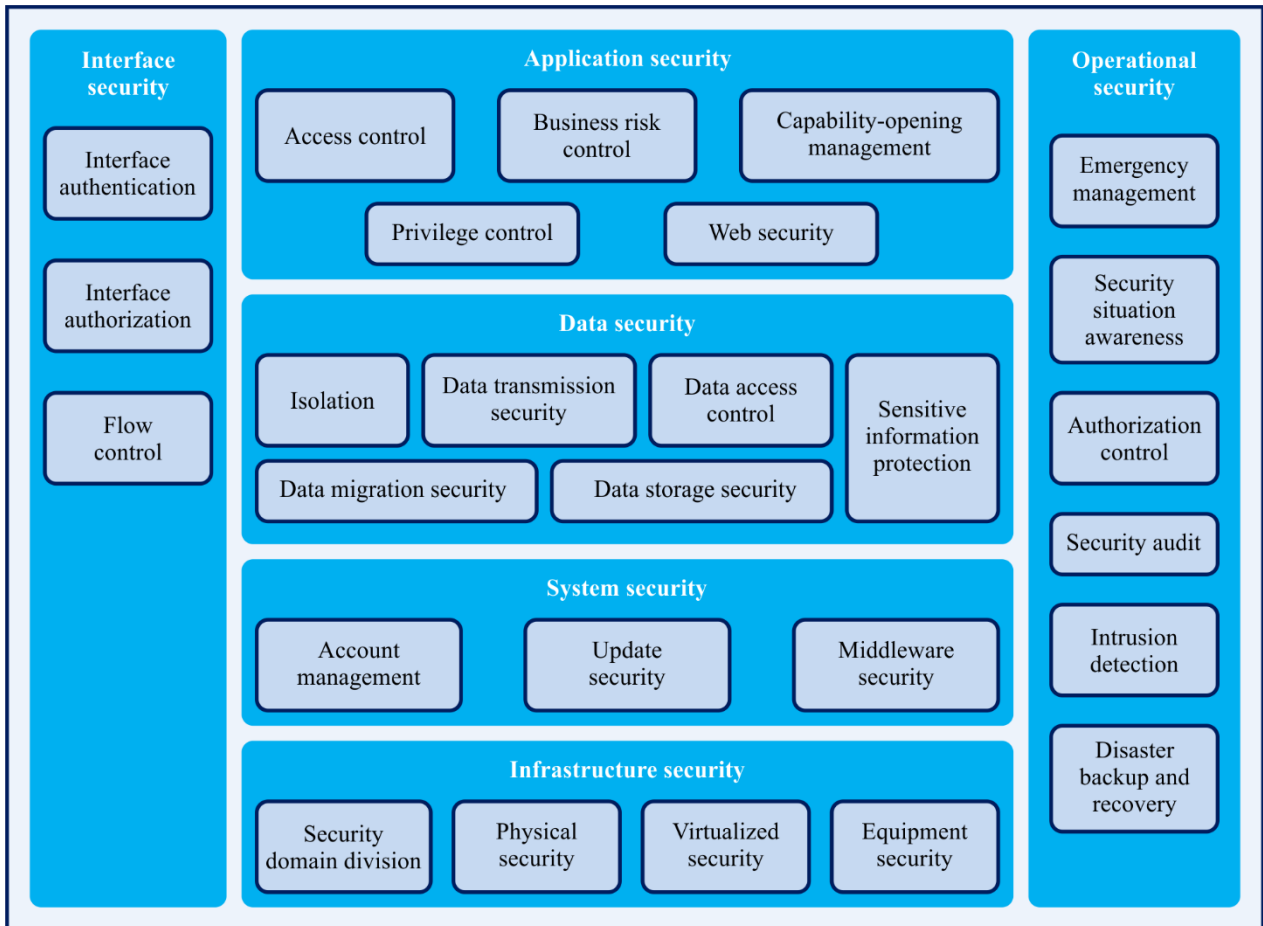 Interface
security
Interface
authentication
Interface
authorization
Flow
control
Application security
Access control
Business risk
control
Capability-opening
management
Privilege control
Web security
Data security
Isolation
Data transmission
security
Data access
control
Sensitive
information
protection
Data migration security
Data storage security
System security
Account
management
Update
security
Middleware
security
Infrastructure security
Security
domain division
Physical
security
Virtualized
security
Equipment
security
Operational
security
Emergency
management
Security
situation
awareness
Authorization
control
Security audit
Intrusion
detection
Disaster
backup and
recovery